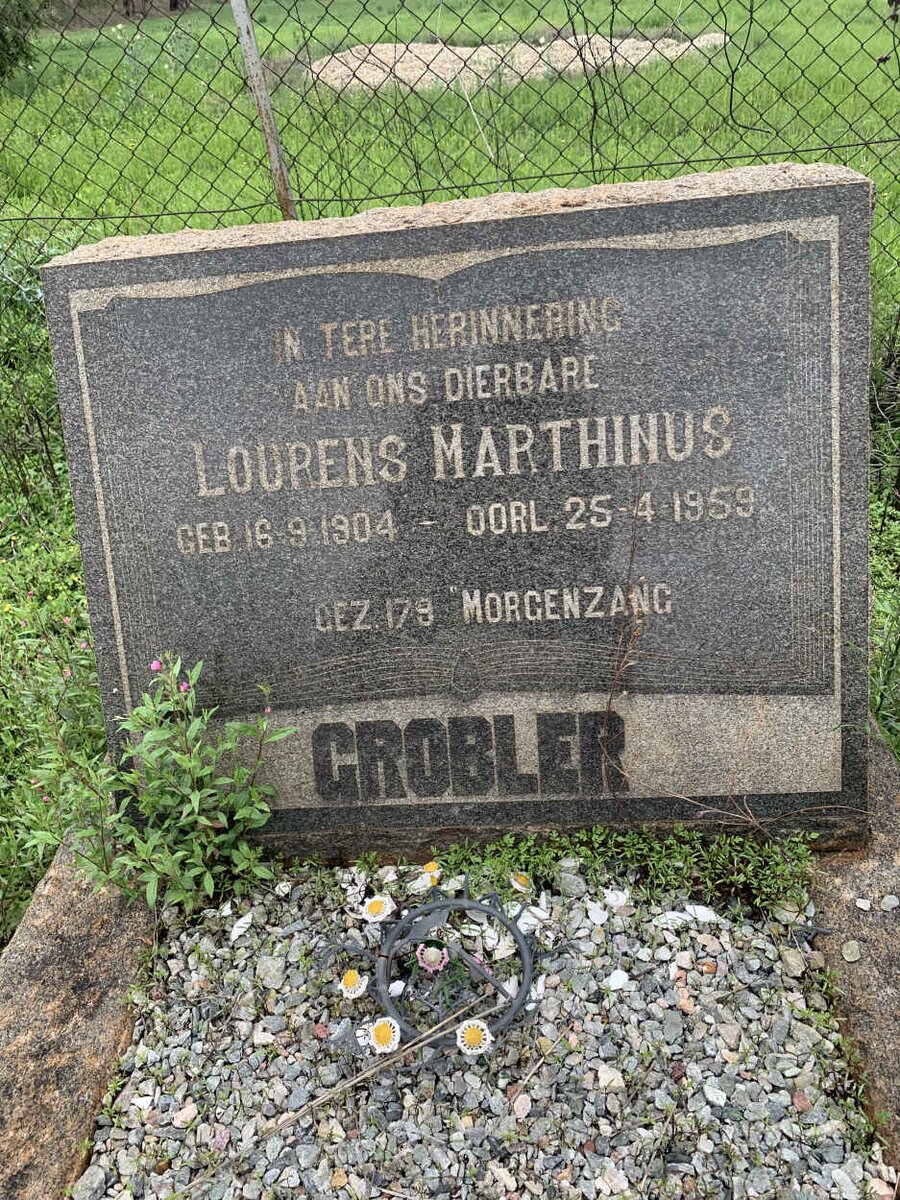 IN TERE HERINNERING
AAN ONS DIERBARE
LOURENS MARTHINUS
GEB 16-9-1904 – OORL 25-4-1959
GEZ. 179 "MORGENZANG"
GROBLER